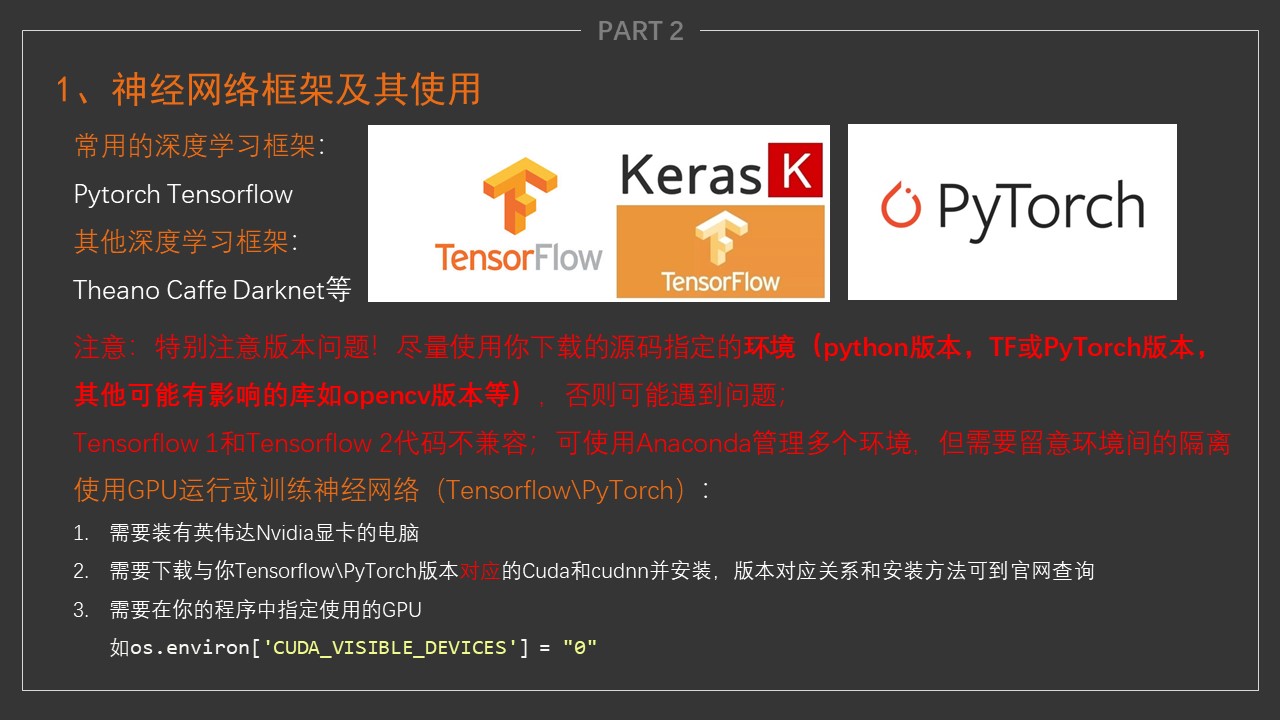 PART 2
1、神经网络框架及其使用
常用的深度学习框架：
Pytorch Tensorflow
其他深度学习框架：
Theano Caffe Darknet等
TensorFlow
Keras K
TensorFlow
PyTorch
注意：特别注意版本问题！尽量使用你下载的源码指定的环境（python版本，TF或PyTorch版本，
其他可能有影响的库如opencv版本等），否则可能遇到问题；
Tensorflow 1和Tensorflow 2代码不兼容；可使用Anaconda管理多个环境，但需要留意环境间的隔离
使用GPU运行或训练神经网络（Tensorflow\PyTorch）：
1. 需要装有英伟达Nvidia显卡的电脑
2. 需要下载与你Tensorflow\PyTorch版本对应的Cuda和cudnn并安装，版本对应关系和安装方法可到官网查询
3. 需要在你的程序中指定使用的GPU
如os.environ['CUDA_VISIBLE_DEVICES'] = "0"